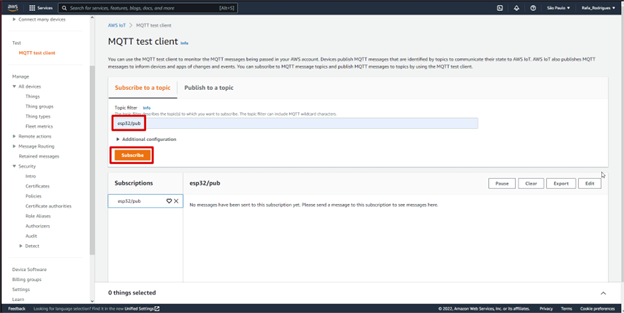 aws
Services
Search for services, features, blogs, docs, and more
[Alt+S]
São Paulo
Rafa_Rodrigues
Connect many devices
Test
MQTT test client
Manage
All devices
Things
Thing groups
Thing types
Fleet metrics
Remote actions
Message Routing
Retained messages
Security
Intro
Certificates
Policies
Certificate authorities
Role Aliases
Authorizers
Audit
Detect
Device Software
Billing groups
Settings
Learn
AWS IoT > MQTT test client
MQTT test client Info
You can use the MQTT test client to monitor the MQTT messages being passed in your AWS account. Devices publish MQTT messages that are identified by topics to communicate their state to AWS IoT. AWS IoT also publishes MQTT
messages to inform devices and apps of changes and events. You can subscribe to MQTT message topics and publish MQTT messages to topics by using the MQTT test client.
Subscribe to a topic
Publish to a topic
Topic filter Info
The topic filter describes the topic(s) to which you want to subscribe. The topic filter can include MQTT wildcard characters.
esp32/pub
Additional configuration
Subscribe
Subscriptions
esp32/pub
esp32/pub
Pause
Clear
Export
Edit
No messages have been sent to this subscription yet. Please send a message to this subscription to see messages here.
0 things selected
Feedback
Looking for language selection? Find it in the new Unified Settings
© 2022, Amazon Web Services, Inc. or its affiliates.
Privacy
Terms
Cookie preferences